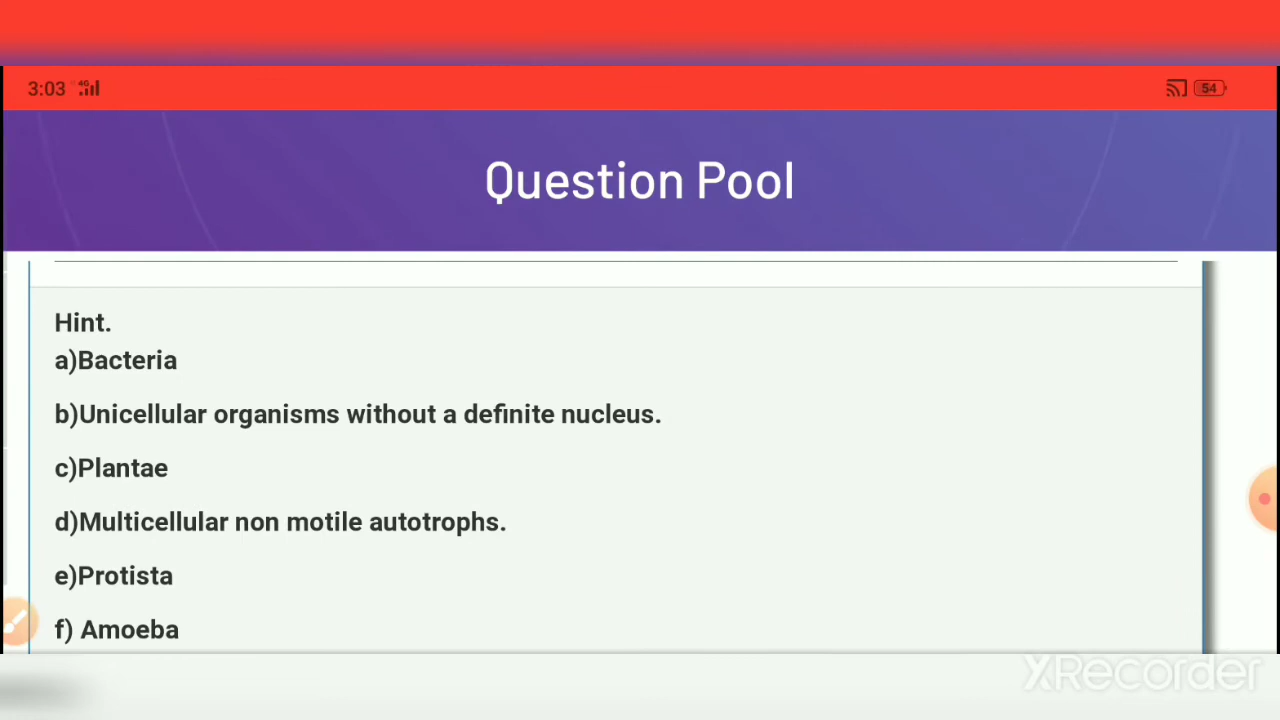 3:03 4G 54
Question Pool
Hint.
a)Bacteria
b)Unicellular organisms without a definite nucleus.
c)Plantae
d)Multicellular non motile autotrophs.
e)Protista
f) Amoeba
XRecorder